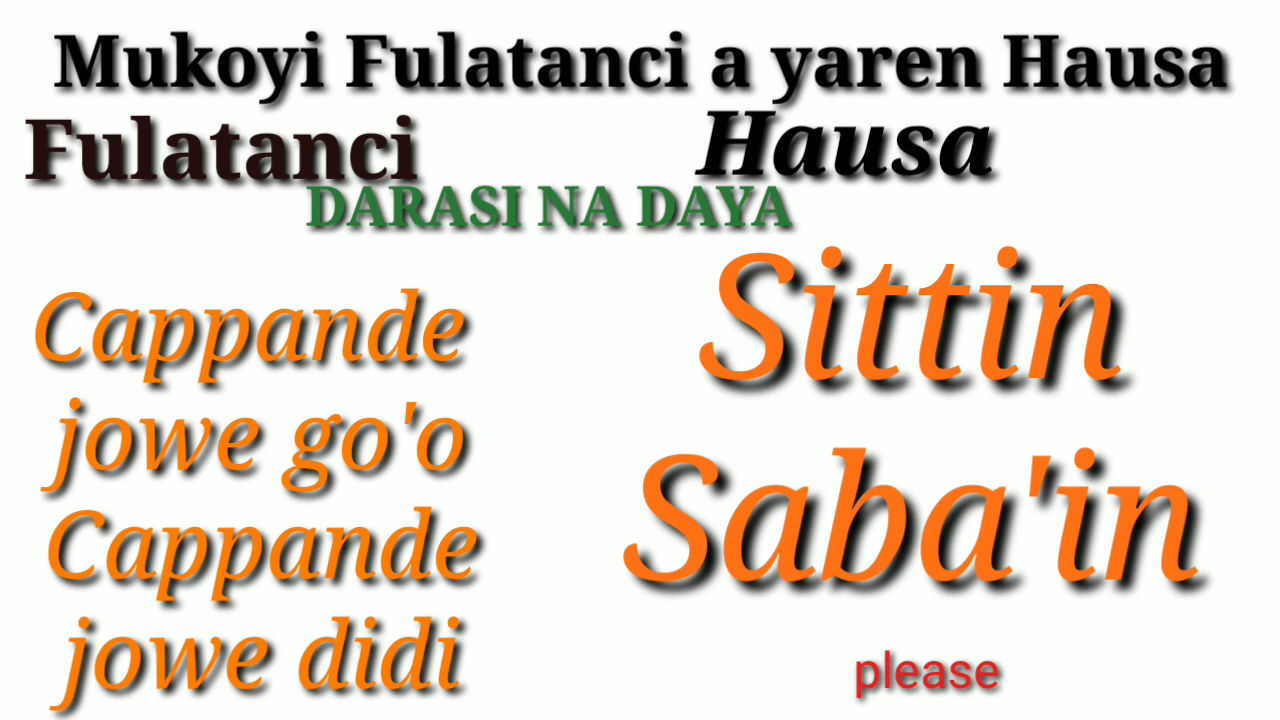 Mukoyi Fulatanci a yaren Hausa
Fulatanci
Hausa
DARASI NA DAYA
Cappande
jowe go'o
Cappande
jowe didi
Sittin
Saba'in
please